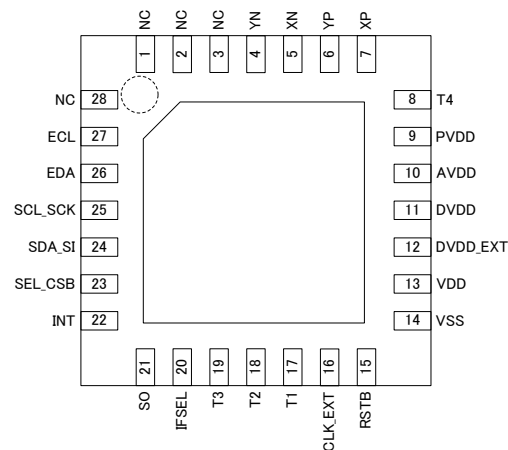 NC
NC
NC
YN
XN
YP
XP
1
2
3
4
5
6
7
NC 28
ECL 27
EDA 26
SCL_SCK 25
SDA_SI 24
SEL_CSB 23
INT 22
8 T4
9 PVDD
10 AVDD
11 DVDD
12 DVDD_EXT
13 VDD
14 VSS
21
20
19
18
17
16
15
SO
IFSEL
T3
T2
T1
CLK_EXT
RSTB